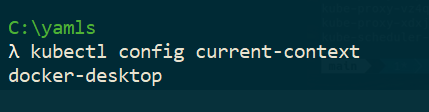 C:\yamls
λ kubectl config current-context
docker-desktop